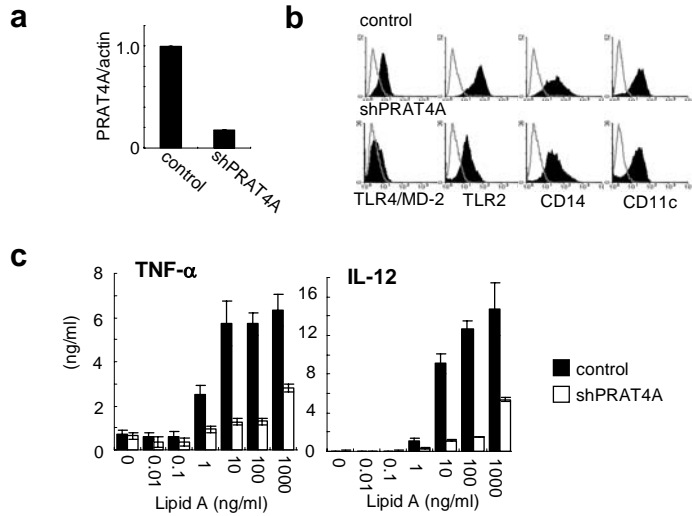 a
PRAT4A/actin
1.0
0
control
shPRAT4A
b
control
shPRAT4A
TLR4/MD-2 TLR2 CD14 CD11c
c
TNF-α
(ng/ml)
8
6
4
2
0
0 0.01 0.1 1 10 100 1000
Lipid A (ng/ml)
IL-12
16
12
8
4
0
0 0.01 0.1 1 10 100 1000
Lipid A (ng/ml)
control
shPRAT4A